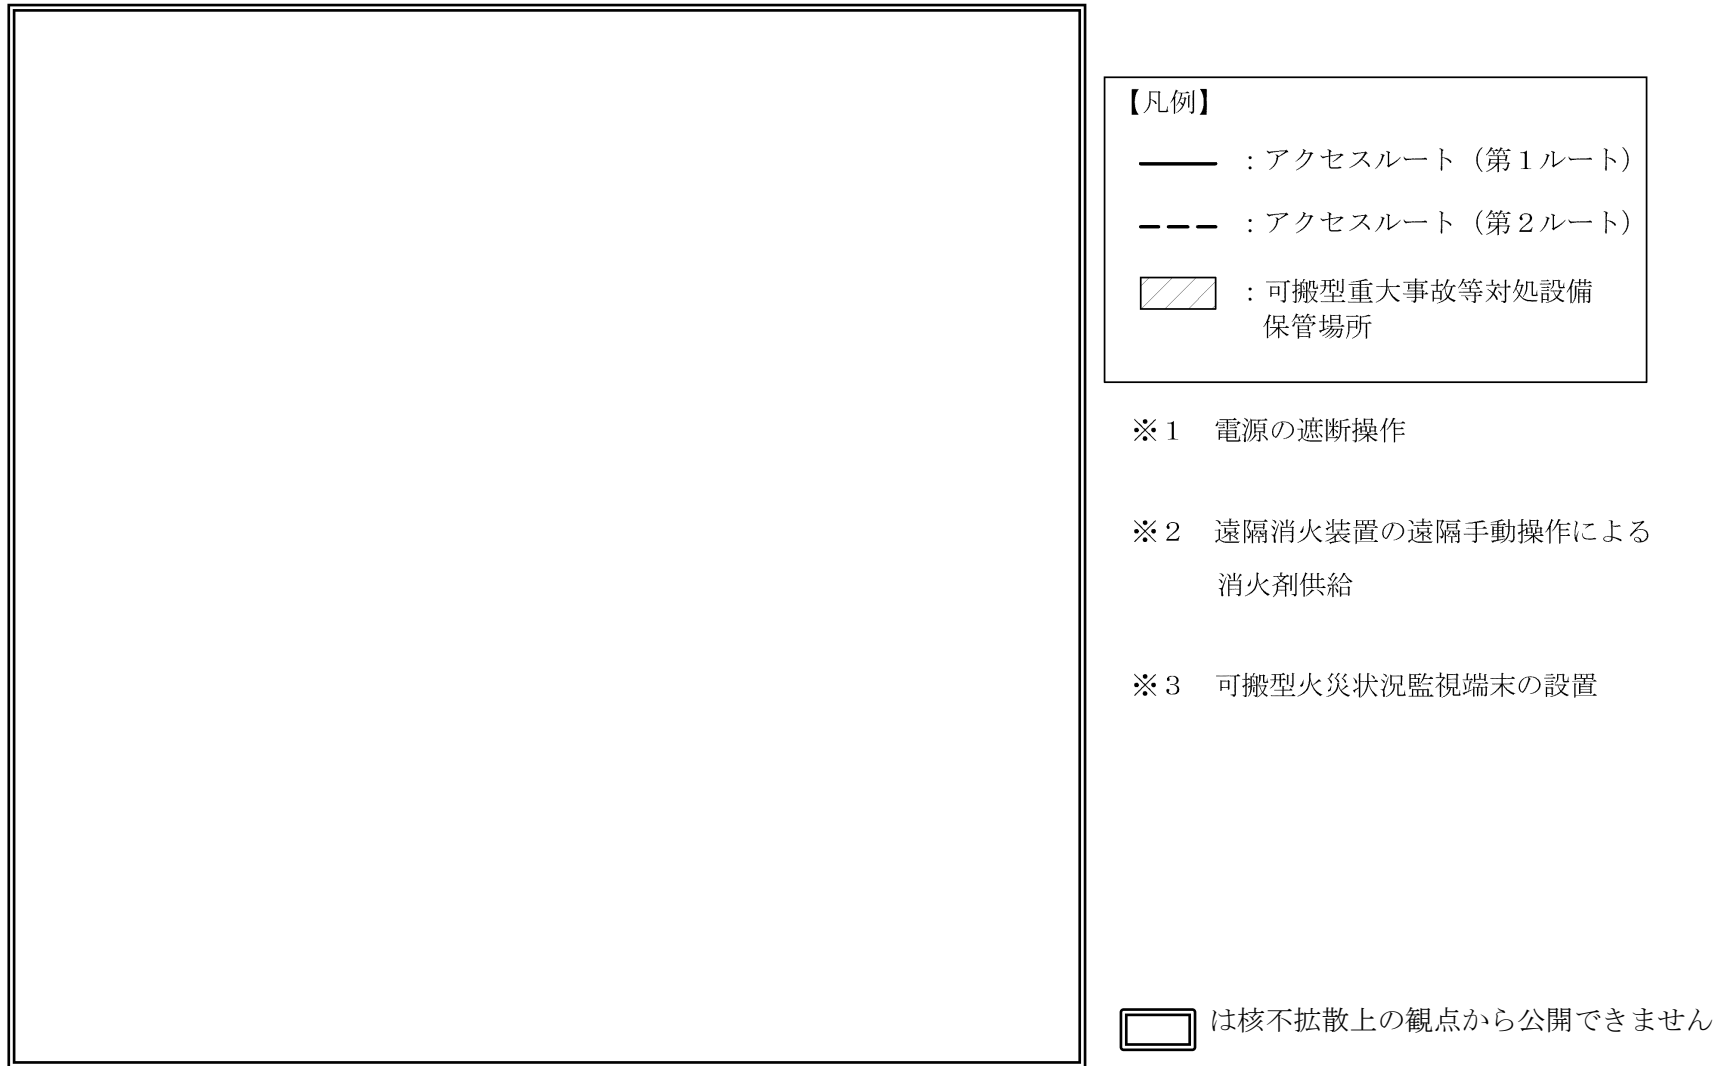 【凡例】
：アクセスルート（第１ルート）
：アクセスルート（第２ルート）
：可搬型重大事故等対処設備
保管場所
※１　電源の遮断操作
※２　遠隔消火装置の遠隔手動操作による
消火剤供給
※３　可搬型火災状況監視端末の設置
は核不拡散上の観点から公開できません